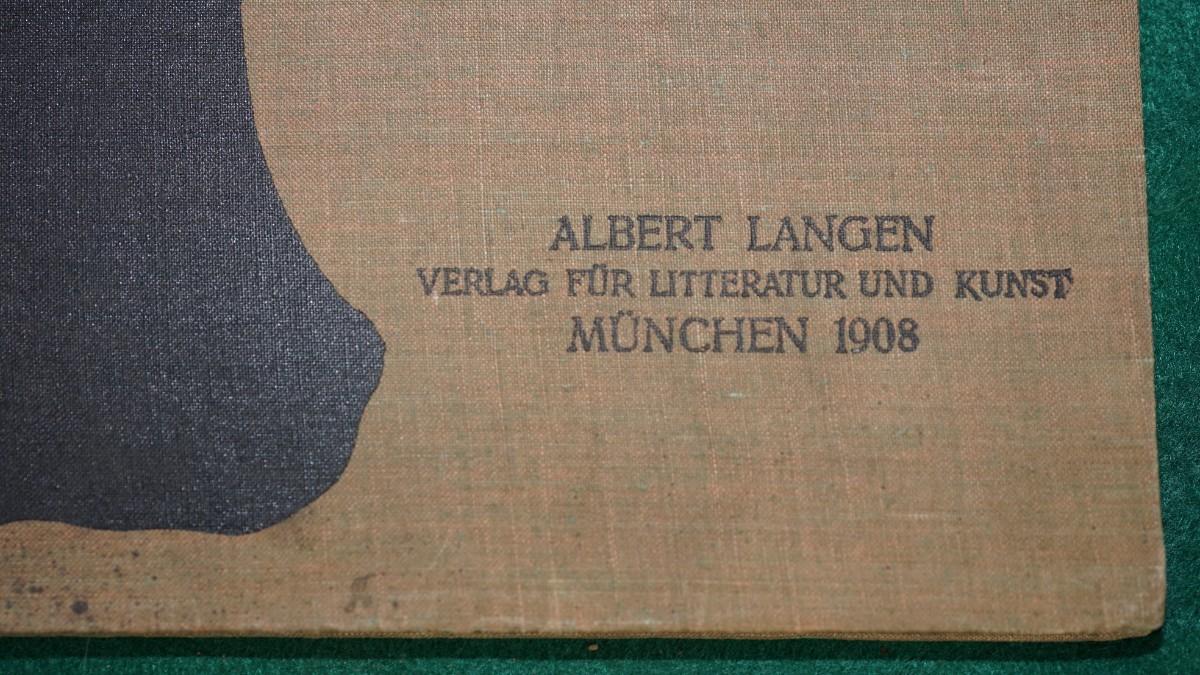 ALBERT LANGEN
VERLAG FÜR LITTERATUR UND KUNST
MÜNCHEN 1908